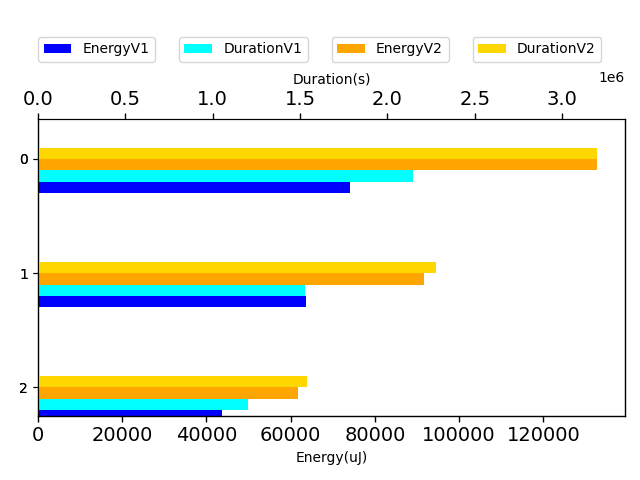 EnergyV1 DurationV1 EnergyV2 DurationV2
Duration(s)
1e6
0.0 0.5 1.0 1.5 2.0 2.5 3.0
0
1
2
0 20000 40000 60000 80000 100000 120000
Energy(uJ)